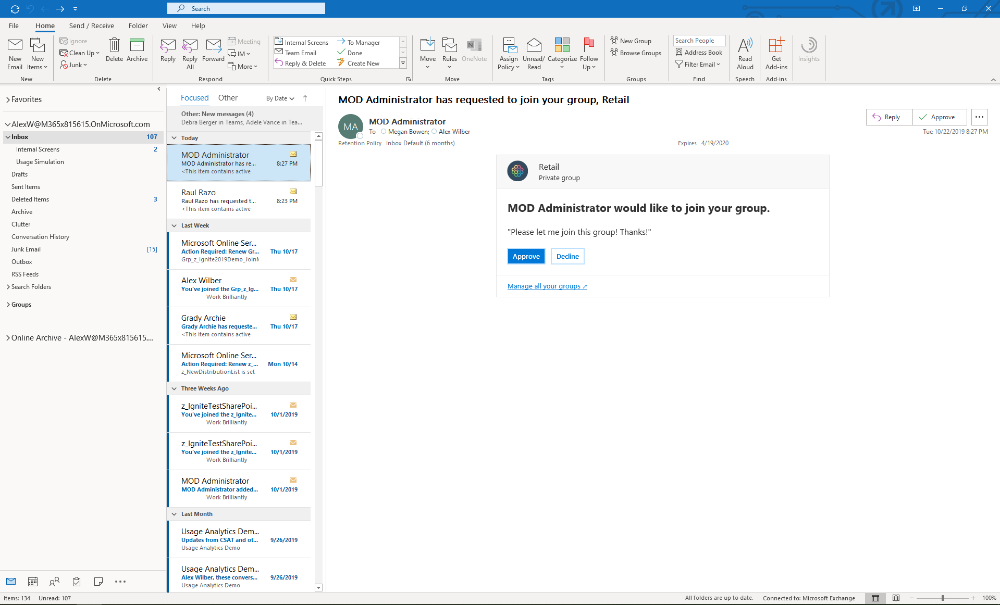 Search
File Home Send / Receive Folder View Help
New Email
New Items
New
Ignore
Clean Up
Junk
Delete
Archive
Delete
Reply
Reply All
Forward
Meeting
IM
More
Respond
Internal Screens
Team Email
Reply & Delete
To Manager
Done
Create New
Quick Steps
Move
Rules
OneNote
Move
Assign Policy
Unread/ Read
Categorize
Follow Up
Tags
New Group
Browse Groups
Groups
Search People
Address Book
Filter Email
Find
Read Aloud
Speech
Get Add-ins
Add-ins
Insights
Favorites
AlexW@M365x815615.OnMicrosoft.com
Inbox 107
Internal Screens 2
Usage Simulation
Drafts
Sent Items
Deleted Items 3
Archive
Clutter
Conversation History
Junk Email [15]
Outbox
RSS Feeds
Search Folders
Groups
Online Archive - AlexW@M365x815615....
Focused Other By Date
Other: New messages (4)
Debra Berger in Teams, Adele Vance in Tea...
Today
MOD Administrator
MOD Administrator has re... 8:27 PM
<This item contains active
Raul Razo
Raul Razo has requested t... 8:23 PM
<This item contains active
Last Week
Microsoft Online Ser...
Action Required: Renew Gr... Thu 10/17
Grp_z_Ignite2019Demo_JoinM
Alex Wilber
You've joined the Grp_z_Ig... Thu 10/17
Work Brilliantly
Grady Archie
Grady Archie has requeste... Thu 10/17
<This item contains active
Microsoft Online Ser...
Action Required: Renew z_... Mon 10/14
z_NewDistributionList is set
Three Weeks Ago
z_IgniteTestSharePoi...
You've joined the z_Ignite... 10/1/2019
Work Brilliantly
z_IgniteTestSharePoi...
You've joined the z_Ignite... 10/1/2019
Work Brilliantly
MOD Administrator
MOD Administrator added... 10/1/2019
Work Brilliantly
Last Month
Usage Analytics Dem...
Updates from CSAT and ot... 9/26/2019
Usage Analytics Demo
Usage Analytics Dem...
Alex Wilber, these convers... 9/26/2019
Usage Analytics Demo
MOD Administrator has requested to join your group, Retail
MA
MOD Administrator
To Megan Bowen; Alex Wilber
Retention Policy Inbox Default (6 months)
Expires 4/19/2020
Reply Approve
Tue 10/22/2019 8:27 PM
Retail
Private group
MOD Administrator would like to join your group.
"Please let me join this group! Thanks!"
Approve Decline
Manage all your groups ↗
Items: 134 Unread: 107
All folders are up to date. Connected to: Microsoft Exchange 100%